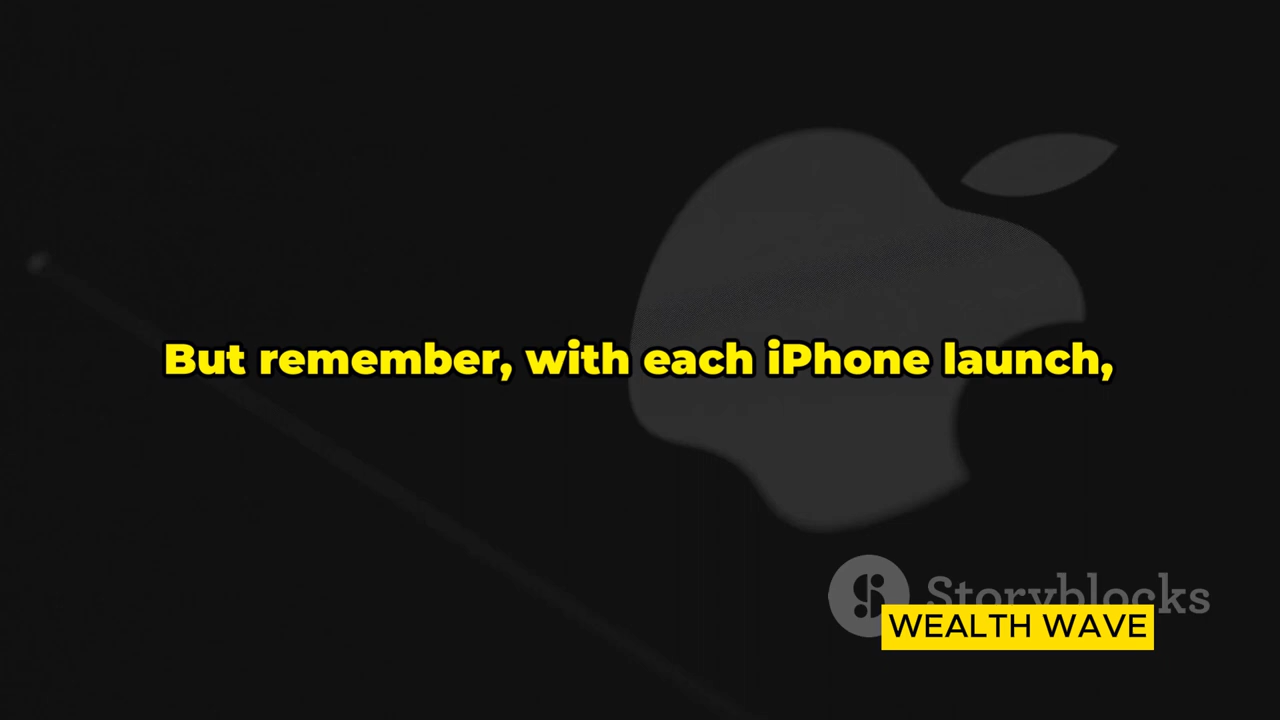 But remember, with each iPhone launch,
Storyblocks
WEALTH WAVE